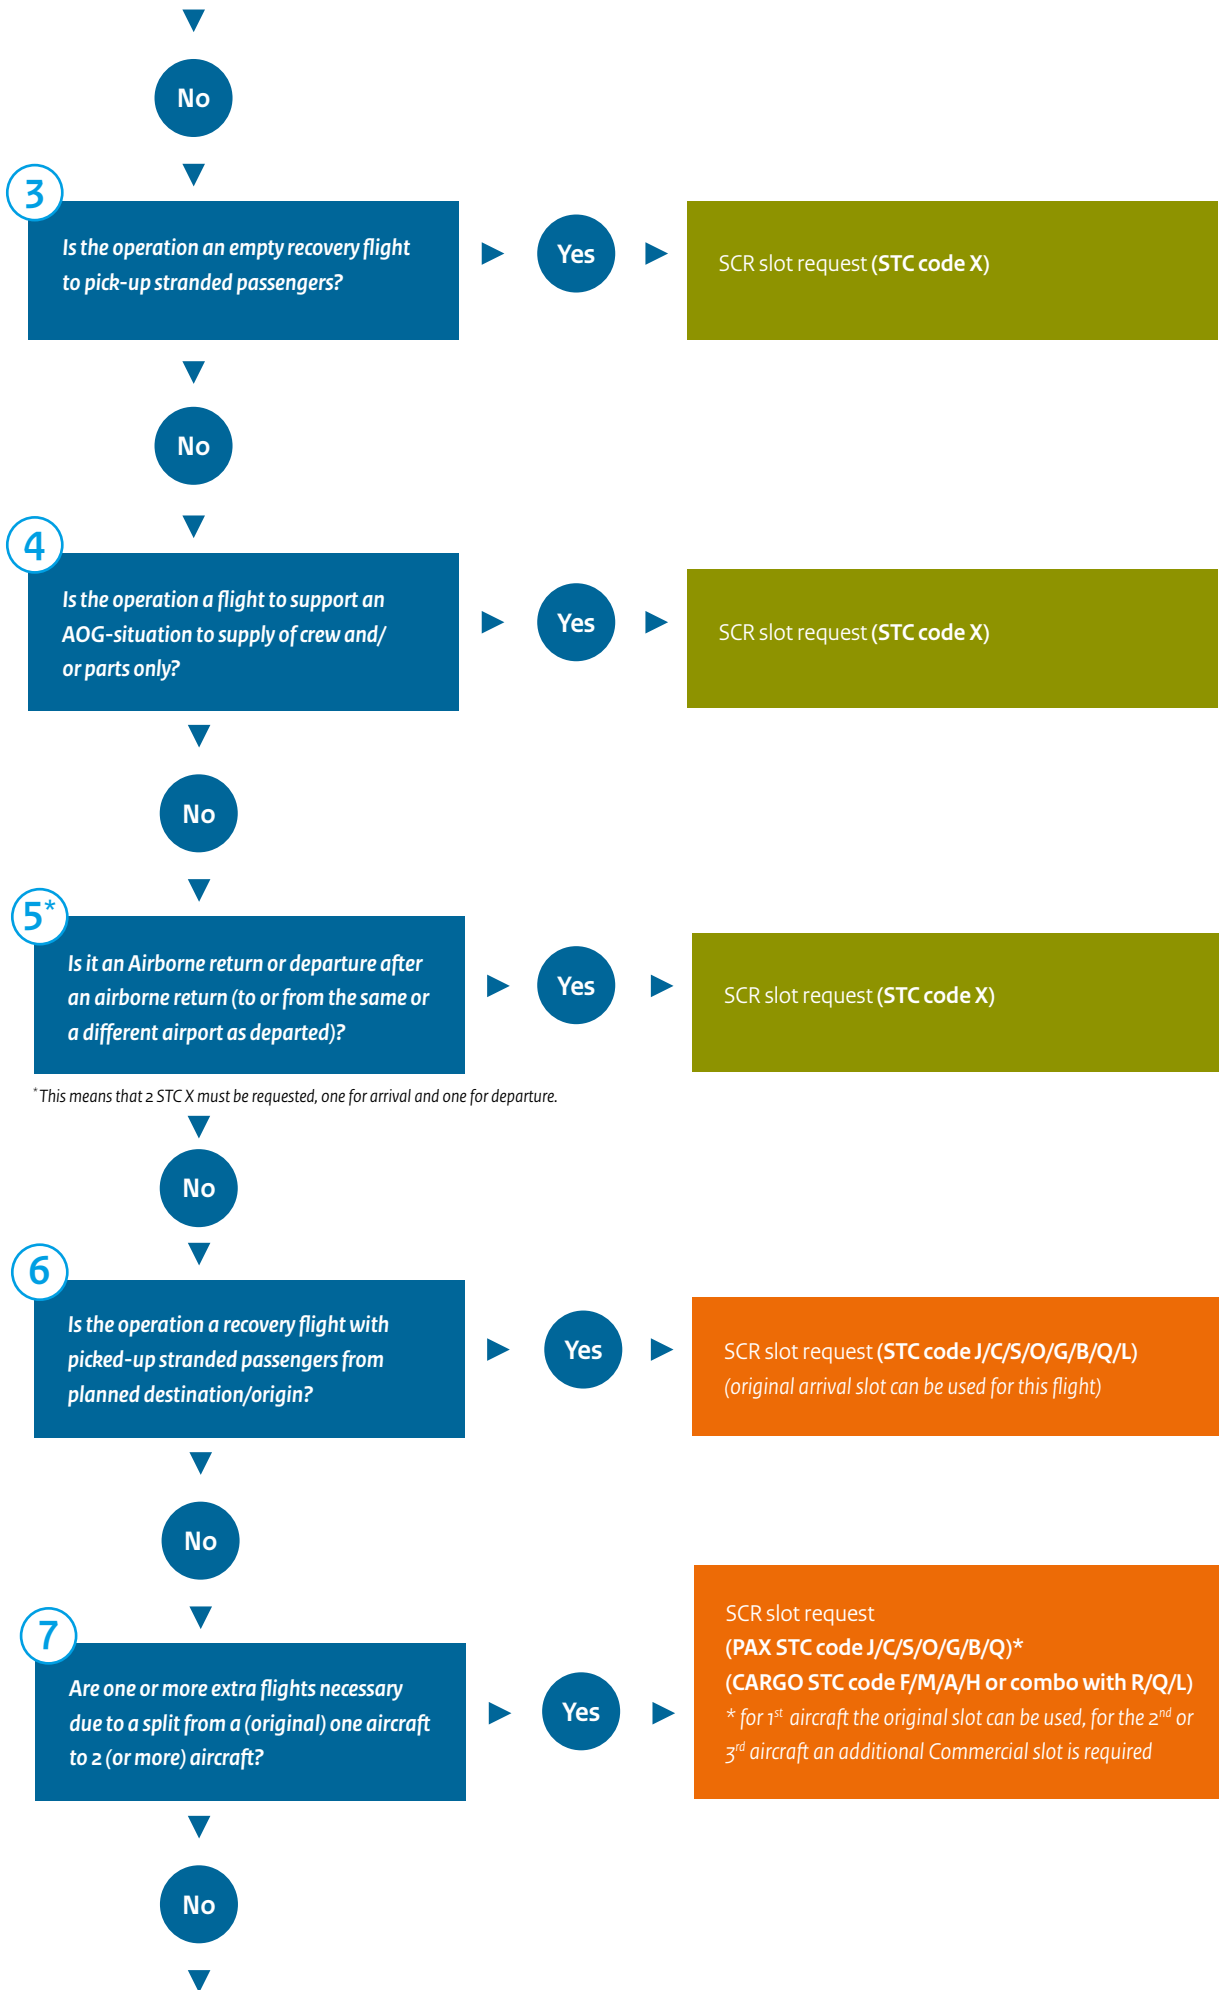 No
3
Is the operation an empty recovery flight
to pick-up stranded passengers?
Yes
SCR slot request (STC code X)
No
4
Is the operation a flight to support an
AOG-situation to supply of crew and/
or parts only?
Yes
SCR slot request (STC code X)
No
5*
Is it an Airborne return or departure after
an airborne return (to or from the same or
a different airport as departed)?
Yes
SCR slot request (STC code X)
*This means that 2 STC X must be requested, one for arrival and one for departure.
No
6
Is the operation a recovery flight with
picked-up stranded passengers from
planned destination/origin?
Yes
SCR slot request (STC code J/C/S/O/G/B/Q/L)
(original arrival slot can be used for this flight)
No
7
Are one or more extra flights necessary
due to a split from a (original) one aircraft
to 2 (or more) aircraft?
Yes
SCR slot request
(PAX STC code J/C/S/O/G/B/Q)*
(CARGO STC code F/M/A/H or combo with R/Q/L)
* for 1st aircraft the original slot can be used, for the 2nd or
3rd aircraft an additional Commercial slot is required
No